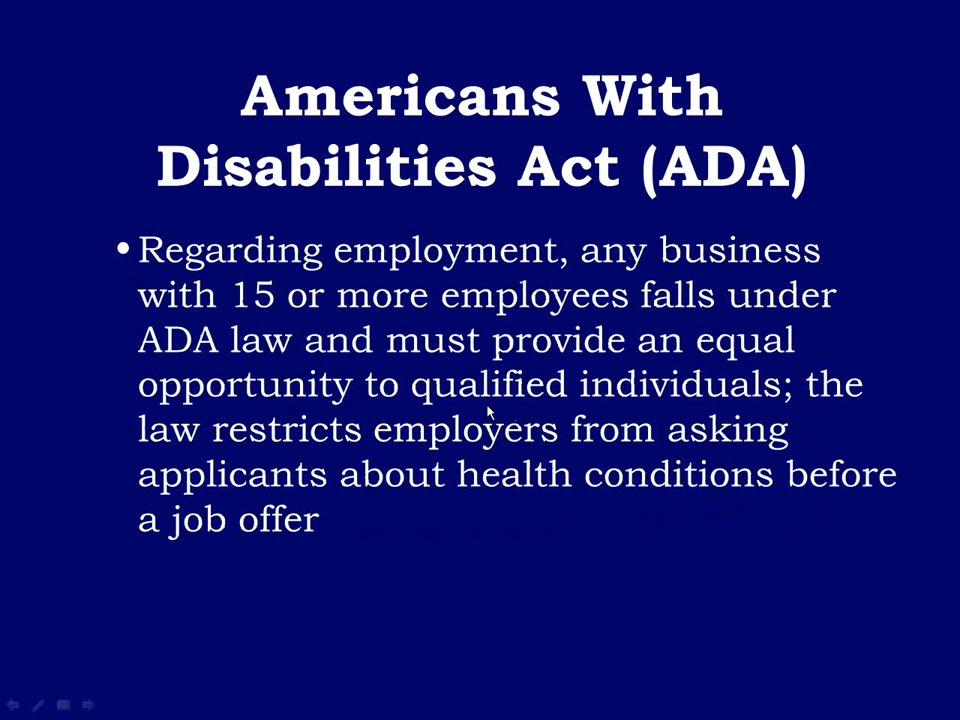 Americans With
Disabilities Act (ADA)
• Regarding employment, any business
with 15 or more employees falls under
ADA law and must provide an equal
opportunity to qualified individuals; the
law restricts employers from asking
applicants about health conditions before
a job offer